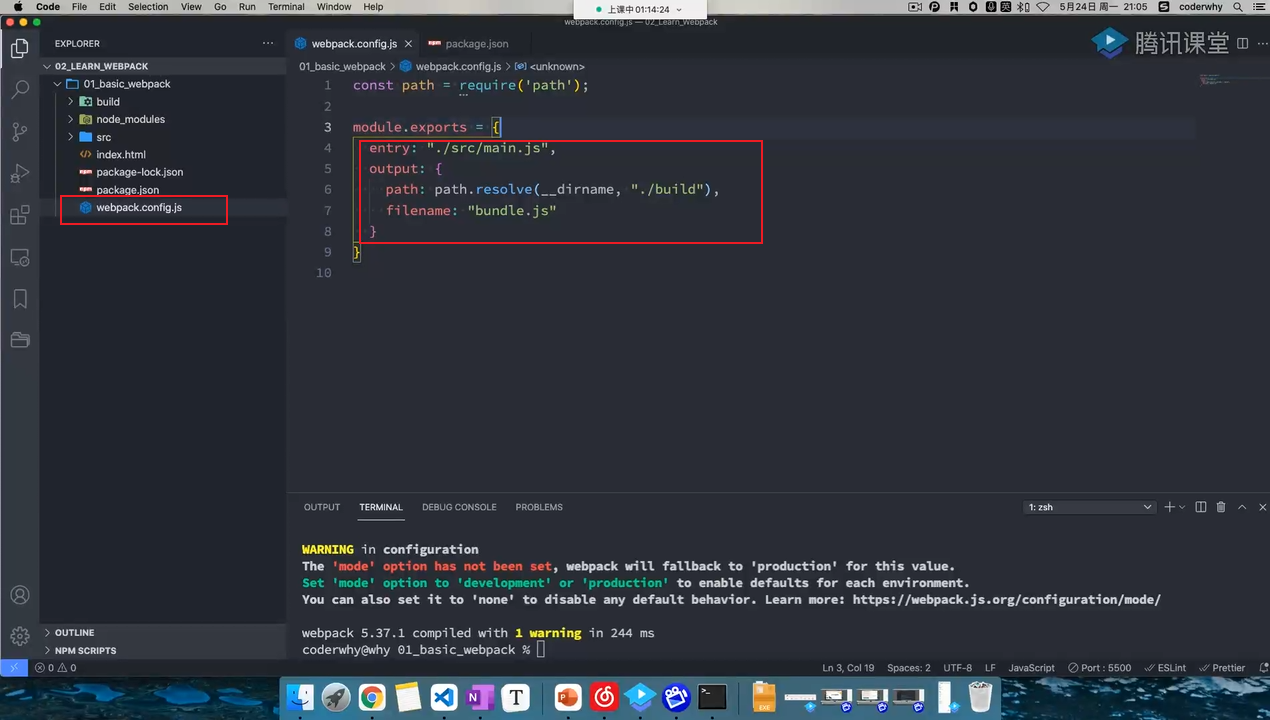 Code File Edit Selection View Go Run Terminal Window Help
上课中01:14:24
英
5月24日 周一 21:05 coderwhy
webpack.config.js — 02_Learn_Webpack
EXPLORER
webpack.config.js
package.json
腾讯课堂
02_LEARN_WEBPACK
01_basic_webpack > webpack.config.js > <unknown>
01_basic_webpack
build
node_modules
src
index.html
package-lock.json
package.json
webpack.config.js
1 const path = require('path');
2
3 module.exports = {
4 entry: "./src/main.js",
5 output: {
6 path: path.resolve(__dirname, "./build"),
7 filename: "bundle.js"
8 }
9 }
10
OUTPUT TERMINAL DEBUG CONSOLE PROBLEMS
1: zsh
WARNING in configuration
The 'mode' option has not been set, webpack will fallback to 'production' for this value.
Set 'mode' option to 'development' or 'production' to enable defaults for each environment.
You can also set it to 'none' to disable any default behavior. Learn more: https://webpack.js.org/configuration/mode/
webpack 5.37.1 compiled with 1 warning in 244 ms
coderwhy@why 01_basic_webpack %
OUTLINE
NPM SCRIPTS
0 0
Ln 3, Col 19 Spaces: 2 UTF-8 LF JavaScript Port : 5500 ESLint Prettier